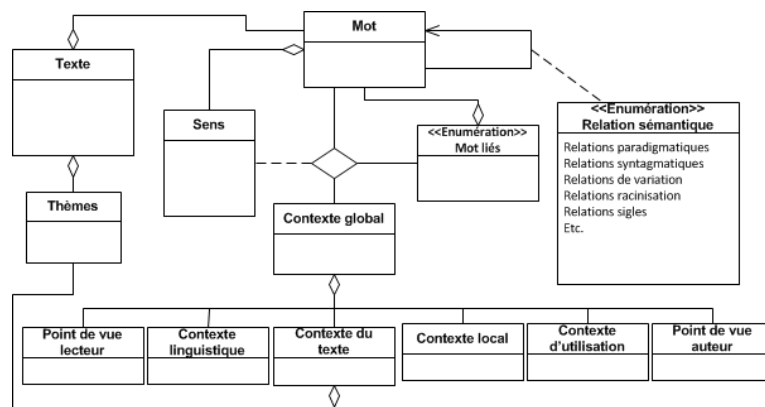 Mot
Texte
Sens
<<Enumération>>
Mot liés
<<Enumération>>
Relation sémantique
Relations paradigmatiques
Relations syntagmatiques
Relations de variation
Relations racinisation
Relations sigles
Etc.
Thèmes
Contexte global
Point de vue
lecteur
Contexte
linguistique
Contexte du
texte
Contexte local
Contexte
d'utilisation
Point de vue
auteur